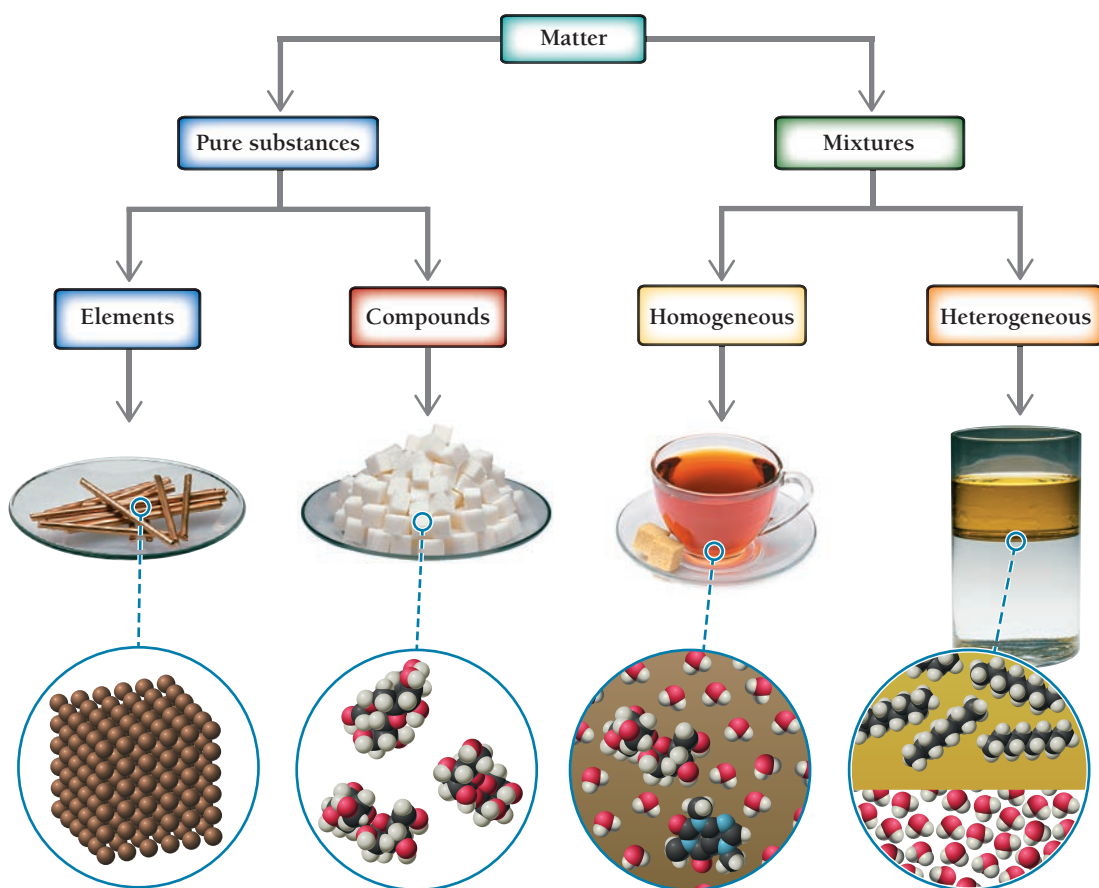 Matter
Pure substances
Mixtures
Elements
Compounds
Homogeneous
Heterogeneous